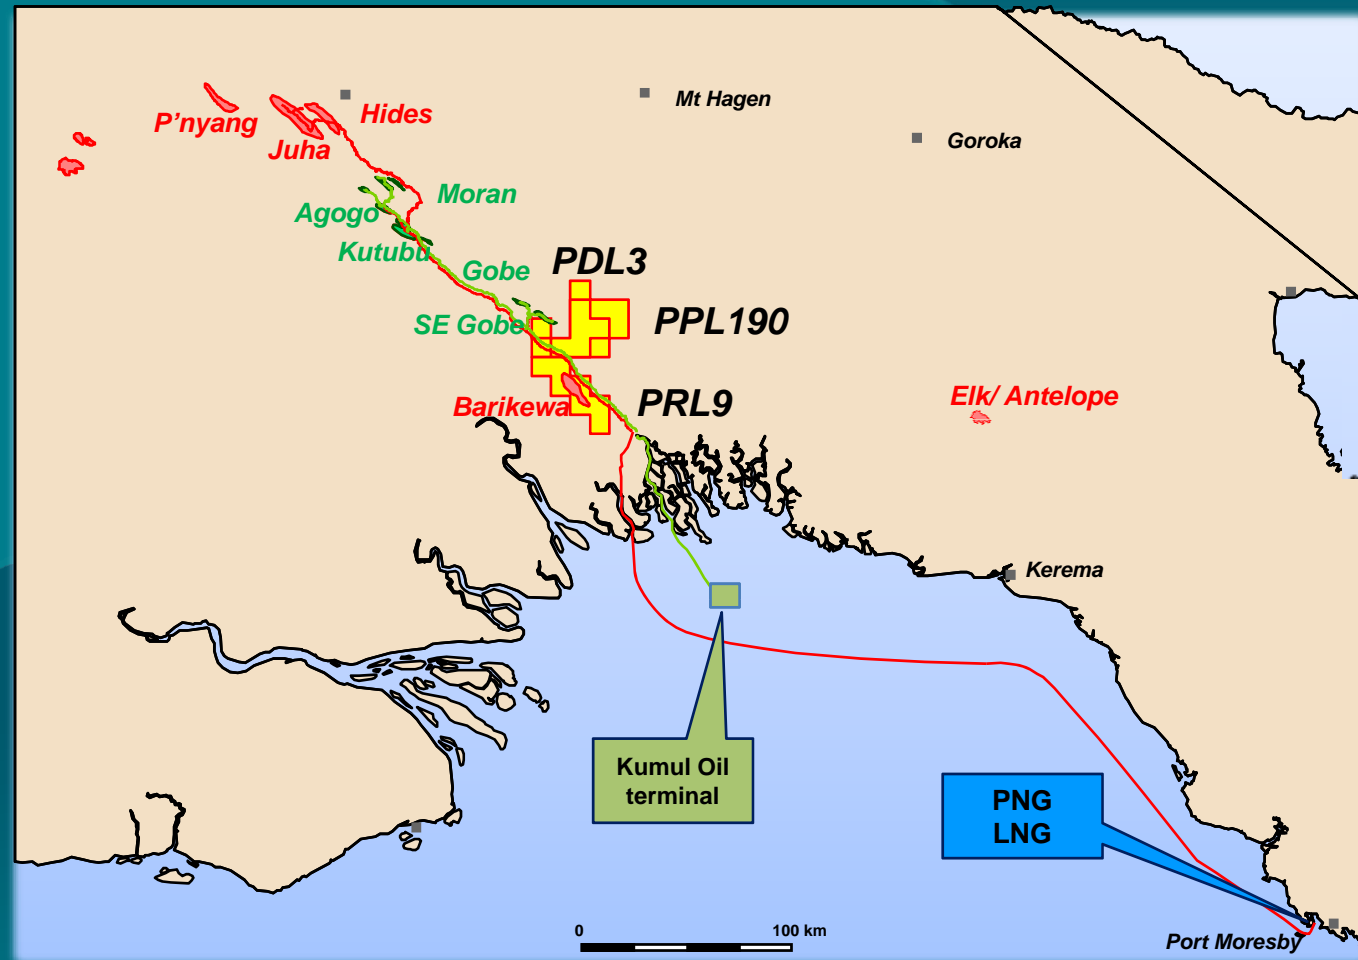 Mt Hagen
P'nyang
Hides
Juha
Goroka
Moran
Agogo
Kutubu
Gobe
PDL3
SE Gobe
PPL190
Barikewa
PRL9
Elk/ Antelope
Kerema
Kumul Oil
terminal
PNG
LNG
0
100 km
Port Moresby